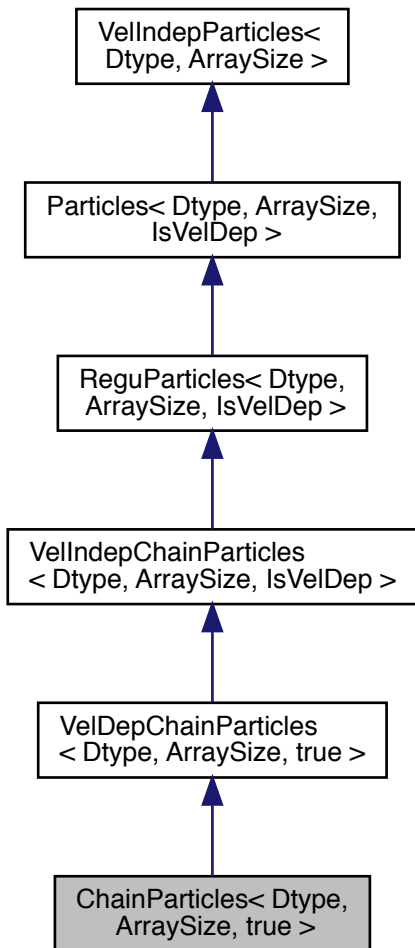 VelIndepParticles<
Dtype, ArraySize >
Particles< Dtype, ArraySize,
IsVelDep >
ReguParticles< Dtype,
ArraySize, IsVelDep >
VelIndepChainParticles
< Dtype, ArraySize, IsVelDep >
VelDepChainParticles
< Dtype, ArraySize, true >
ChainParticles< Dtype,
ArraySize, true >